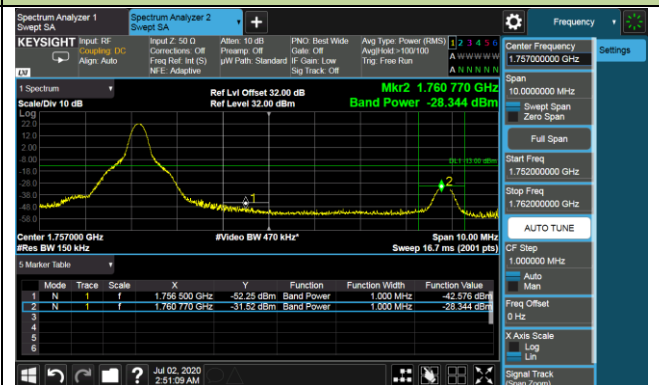 Spectrum Analyzer 1
Swept SA
Spectrum Analyzer 2
Swept SA
+
Frequency
KEYSIGHT
Input: RF
Coupling: DC
Align: Auto
Input Z: 50 Ω
Corrections: Off
Freq Ref: Int (S)
NFE: Adaptive
Atten: 10 dB
Preamp: Off
µW Path: Standard
PNO: Best Wide
Gate: Off
IF Gain: Low
Sig Track: Off
Avg Type: Power (RMS)
Avg|Hold:>100/100
Trig: Free Run
1 2 3 4 5 6
A W W W W W
A N N N N N
LXI
1 Spectrum
Scale/Div 10 dB
Log
Ref Lvl Offset 32.00 dB
Ref Level 32.00 dBm
Mkr2 1.760 770 GHz
Band Power -28.344 dBm
22.0
12.0
2.00
-8.00
-18.0
-28.0
-38.0
-48.0
-58.0
DL1 -13.00 dBm
1
2
Center 1.757000 GHz
#Res BW 150 kHz
#Video BW 470 kHz*
Span 10.00 MHz
Sweep 16.7 ms (2001 pts)
5 Marker Table
Mode Trace Scale X Y Function Function Width Function Value
1 N 1 f 1.756 500 GHz -52.25 dBm Band Power 1.000 MHz -42.576 dBm
2 N 1 f 1.760 770 GHz -31.52 dBm Band Power 1.000 MHz -28.344 dBm
3
4
5
6
?
Jul 02, 2020
2:51:09 AM
Center Frequency
1.757000000 GHz
Settings
Span
10.0000000 MHz
Swept Span
Zero Span
Full Span
Start Freq
1.752000000 GHz
Stop Freq
1.762000000 GHz
AUTO TUNE
CF Step
1.000000 MHz
Auto
Man
Freq Offset
0 Hz
X Axis Scale
Log
Lin
Signal Track
(Span Zoom)